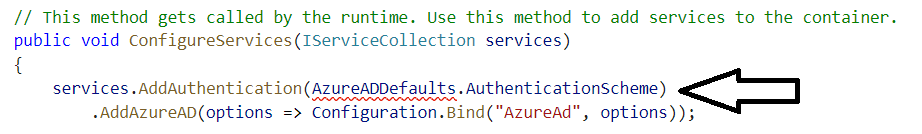 // This method gets called by the runtime. Use this method to add services to the container.
public void ConfigureServices(IServiceCollection services)
{
services.AddAuthentication(AzureADDefaults.AuthenticationScheme)
.AddAzureAD(options => Configuration.Bind("AzureAd", options));